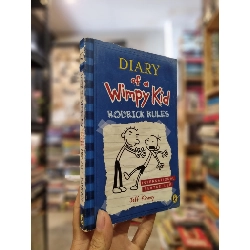 DIARY
of a
Wimpy Kid
RODRICK RULES
Jeff Kinney